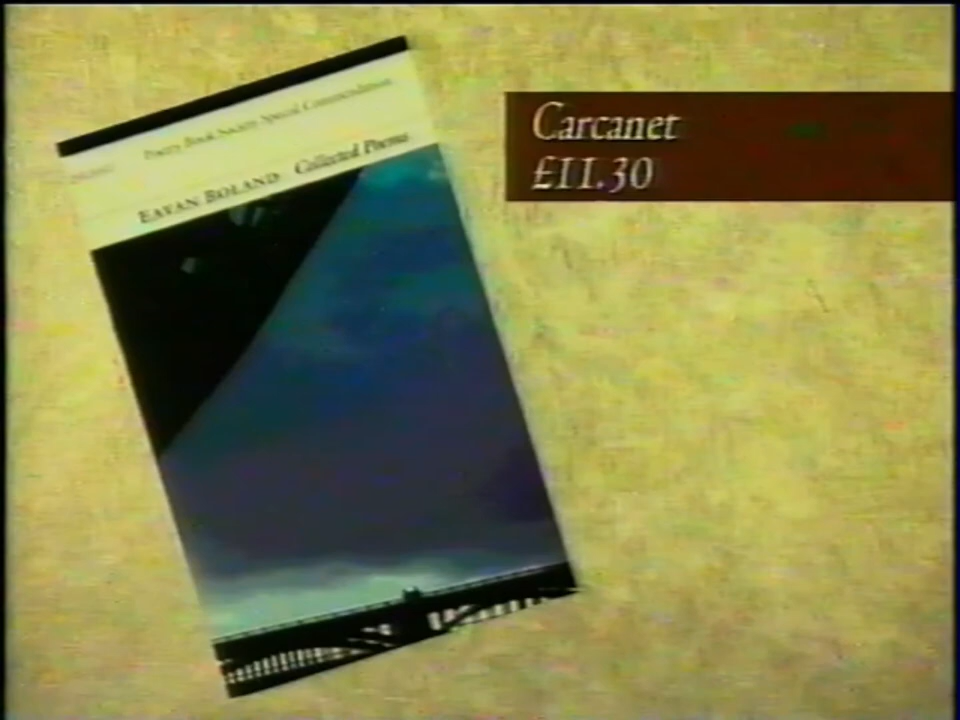 Poetry Book Society Special Commendation
EAVAN BOLAND Collected Poems
Carcanet
£11.30